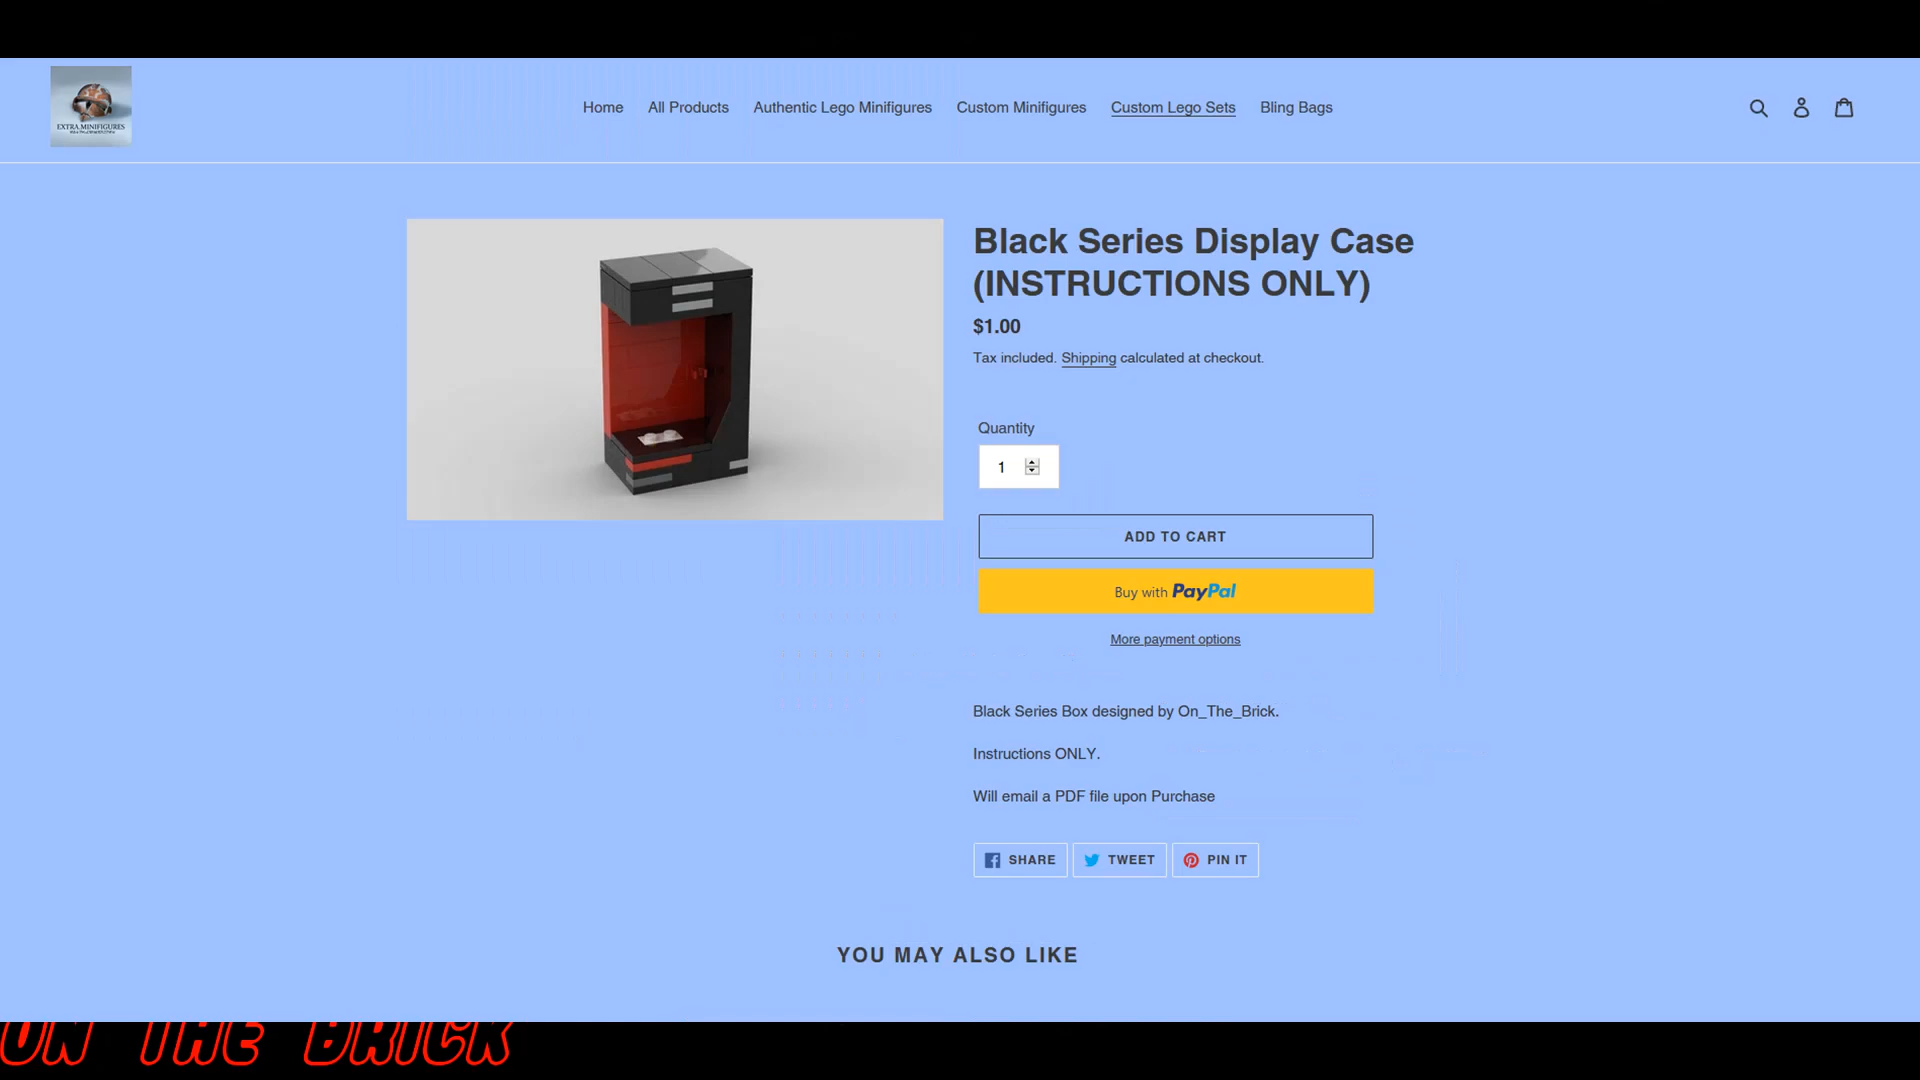 EXTRA MINIFIGURES
Home All Products Authentic Lego Minifigures Custom Minifigures Custom Lego Sets Bling Bags
Black Series Display Case
(INSTRUCTIONS ONLY)
$1.00
Tax included. Shipping calculated at checkout.
Quantity
1
ADD TO CART
Buy with PayPal
More payment options
Black Series Box designed by On_The_Brick.
Instructions ONLY.
Will email a PDF file upon Purchase
SHARE TWEET PIN IT
YOU MAY ALSO LIKE
ON THE BRICK